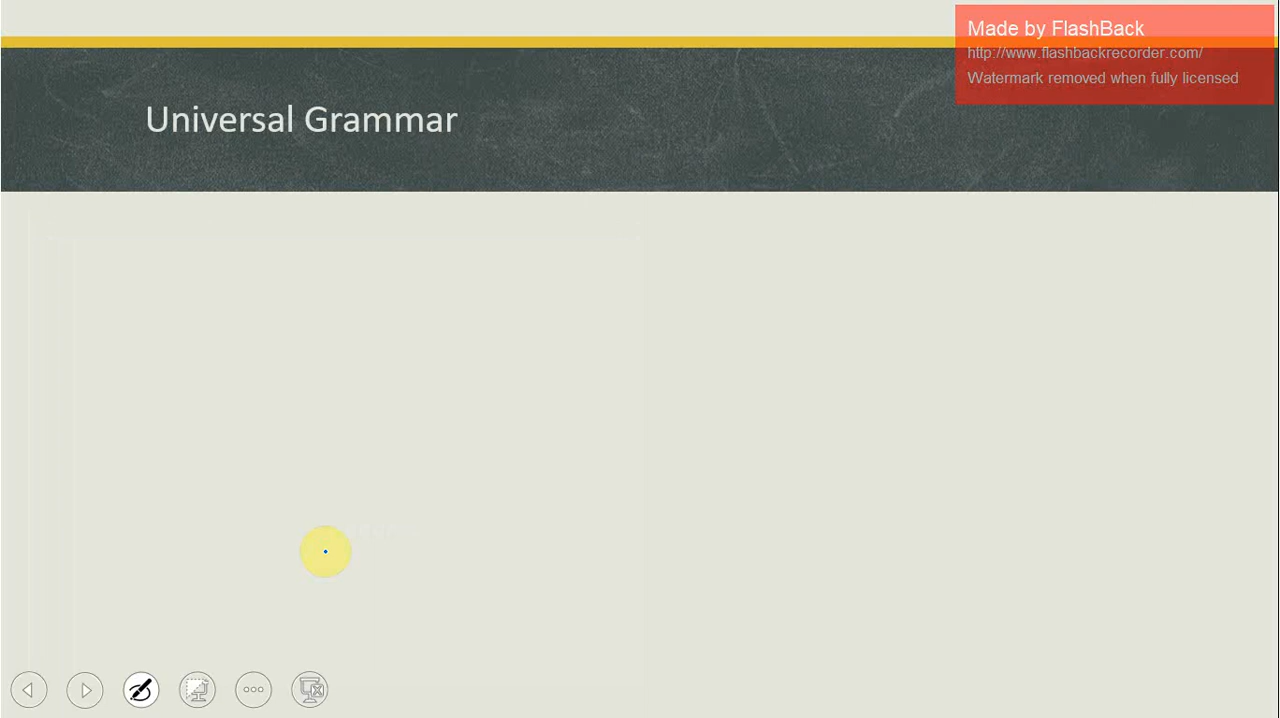 Made by FlashBack
http://www.flashbackrecorder.com/
Watermark removed when fully licensed
Universal Grammar